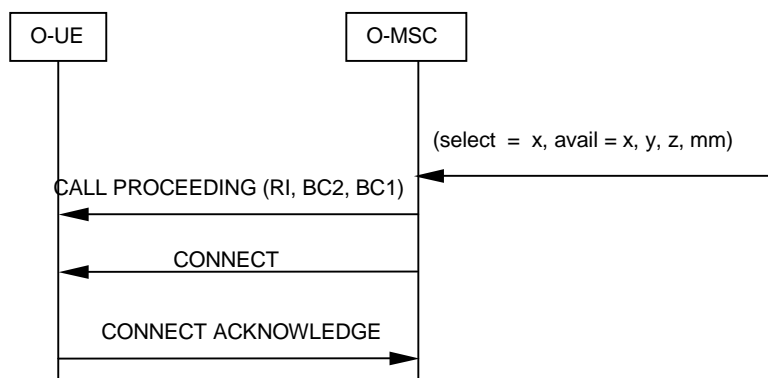 O-UE
O-MSC
(select = x, avail = x, y, z, mm)
CALL PROCEEDING (RI, BC2, BC1)
CONNECT
CONNECT ACKNOWLEDGE